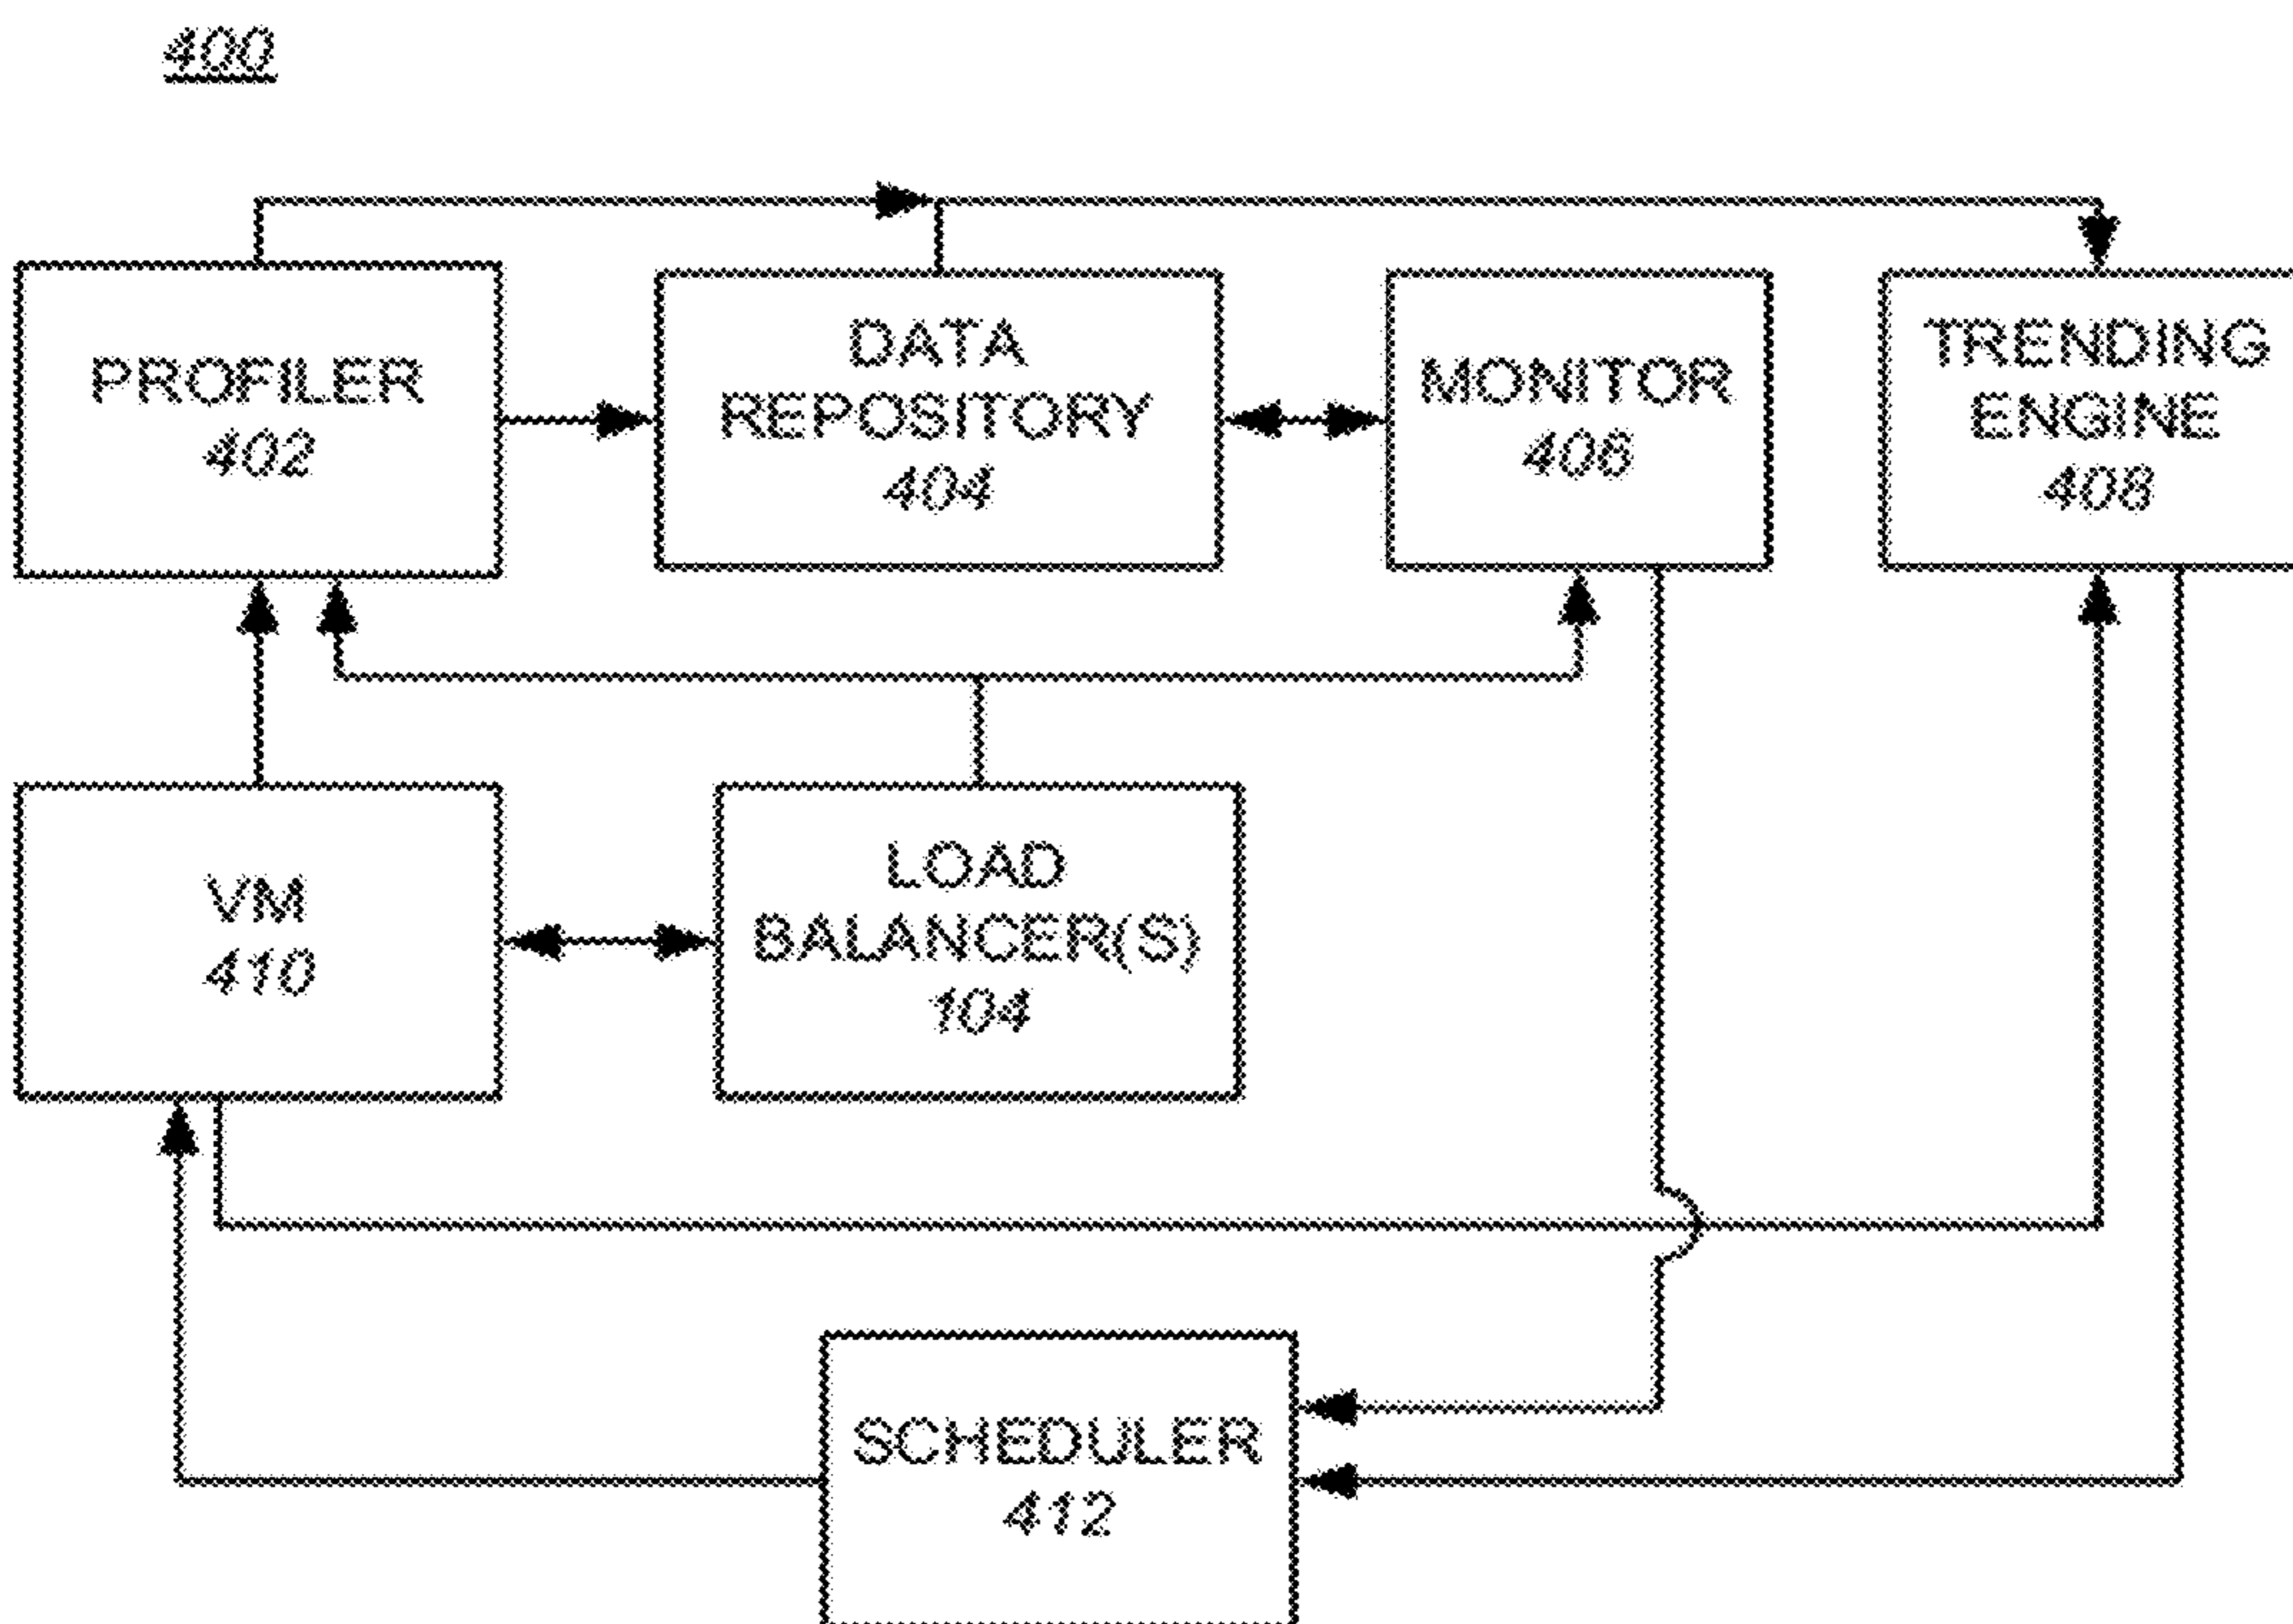 400
PROFILER
402
DATA
REPOSITORY
404
MONITOR
406
TRENDING
ENGINE
408
VM
410
LOAD
BALANCER(S)
104
SCHEDULER
412